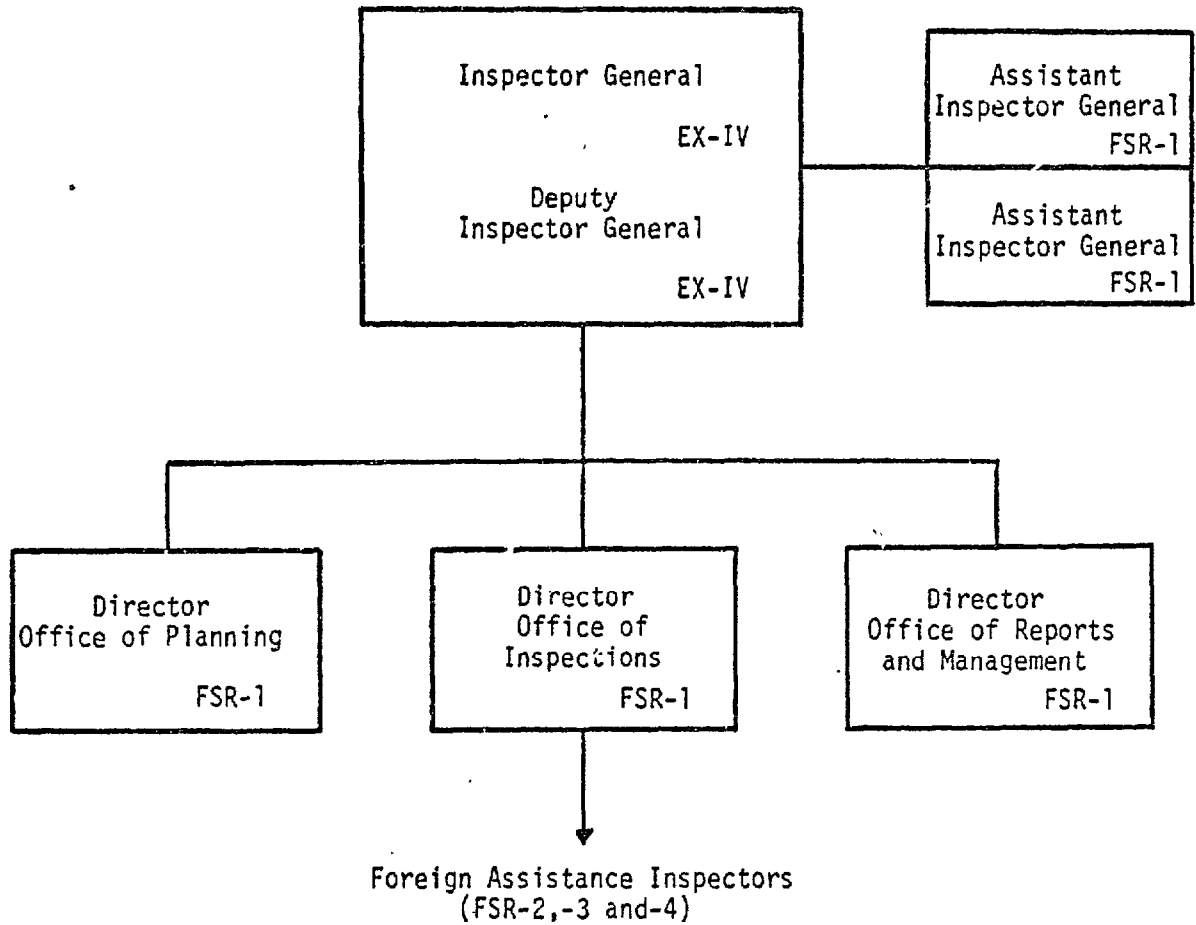 Inspector General
EX-IV
Deputy
Inspector General
EX-IV
Assistant
Inspector General
FSR-1
Assistant
Inspector General
FSR-1
Director
Office of Planning
FSR-1
Director
Office of
Inspections
FSR-1
Director
Office of Reports
and Management
FSR-1
Foreign Assistance Inspectors
(FSR-2,-3 and-4)